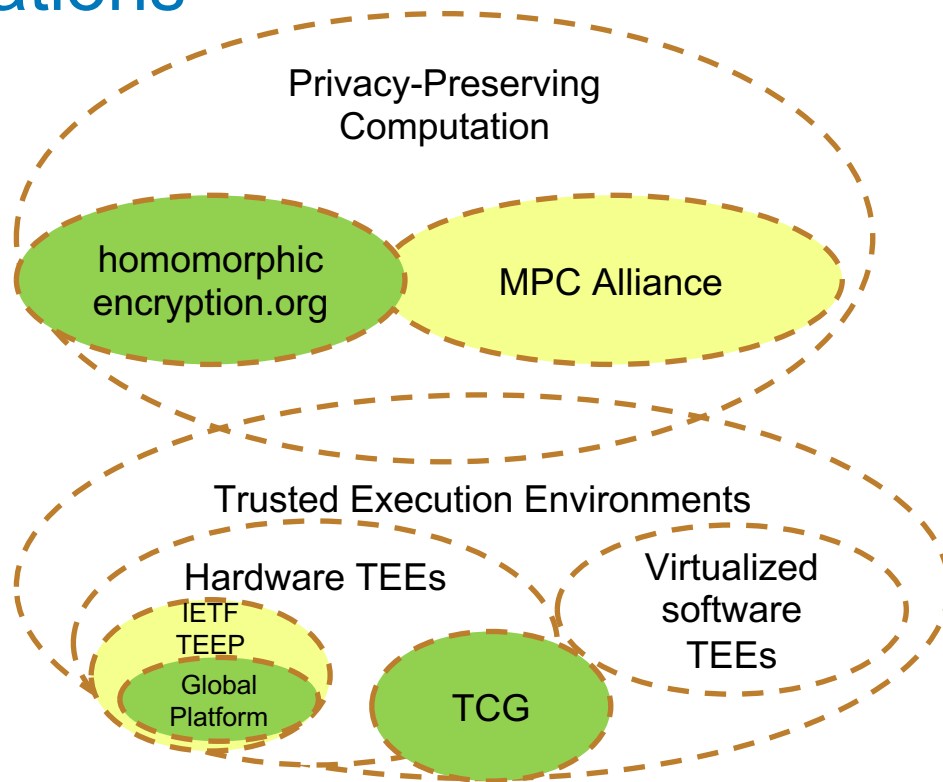 Privacy-Preserving
Computation
homomorphic
encryption.org
MPC Alliance
Trusted Execution Environments
Hardware TEEs
Virtualized
software
TEEs
IETF
TEEP
Global
Platform
TCG